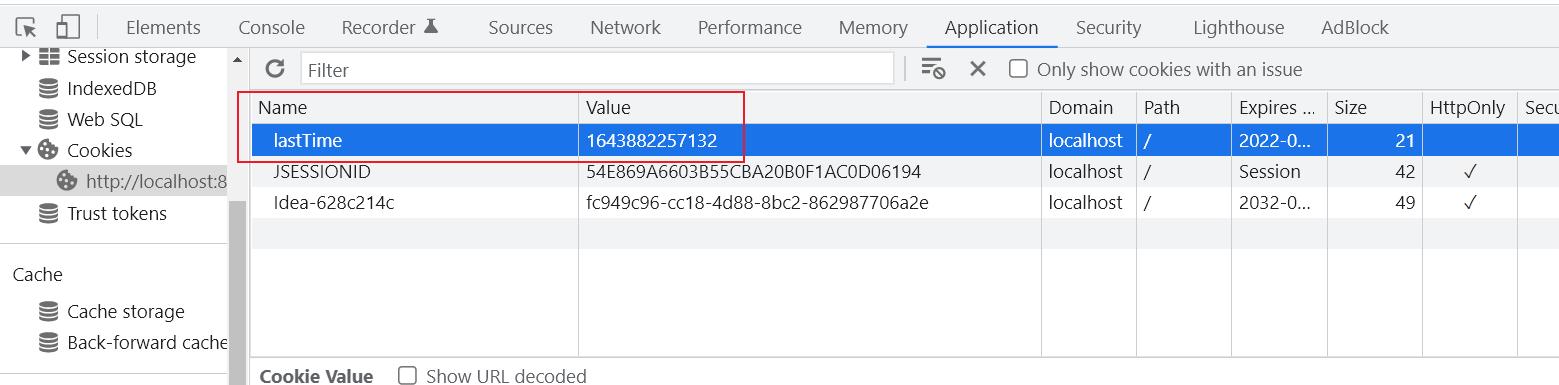 Elements Console Recorder Sources Network Performance Memory Application Security Lighthouse AdBlock
Session storage
IndexedDB
Web SQL
Cookies
http://localhost:8
Trust tokens
Cache
Cache storage
Back-forward cache
Filter Only show cookies with an issue
Name Value Domain Path Expires ... Size HttpOnly Secu
lastTime 1643882257132 localhost / 2022-0... 21
JSESSIONID 54E869A6603B55CBA20B0F1AC0D06194 localhost / Session 42 ✓
Idea-628c214c fc949c96-cc18-4d88-8bc2-862987706a2e localhost / 2032-0... 49 ✓
Cookie Value Show URL decoded